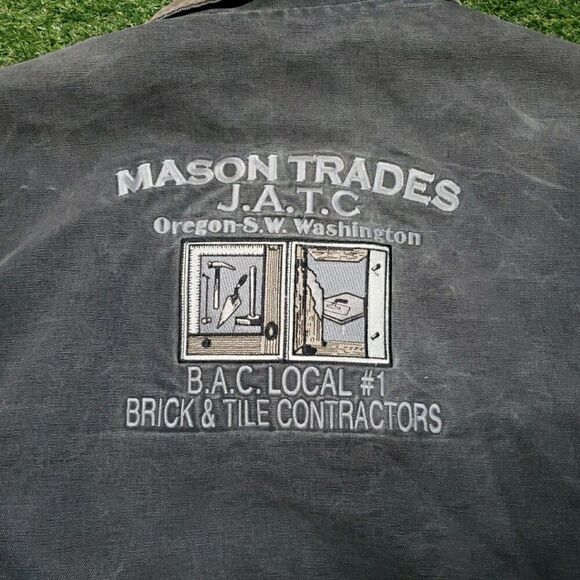 MASON TRADES
J.A.T.C
Oregon-S.W. Washington
B.A.C. LOCAL #1
BRICK & TILE CONTRACTORS